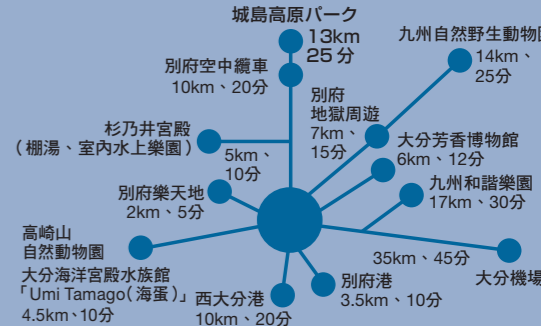 城島高原パーク
13km
25分
九州自然野生動物園
14km、
25分
別府空中纜車
10km、20分
別府
地獄周遊
7km、
15分
杉乃井宮殿
（棚湯、室內水上樂園）
5km、
10分
大分芳香博物館
6km、12分
九州和諧樂園
17km、30分
別府樂天地
2km、5分
高崎山
自然動物園
大分海洋宮殿水族館
「Umi Tamago（海蛋）」
4.5km、10分
西大分港
10km、20分
別府港
3.5km、10分
35km、45分
大分機場